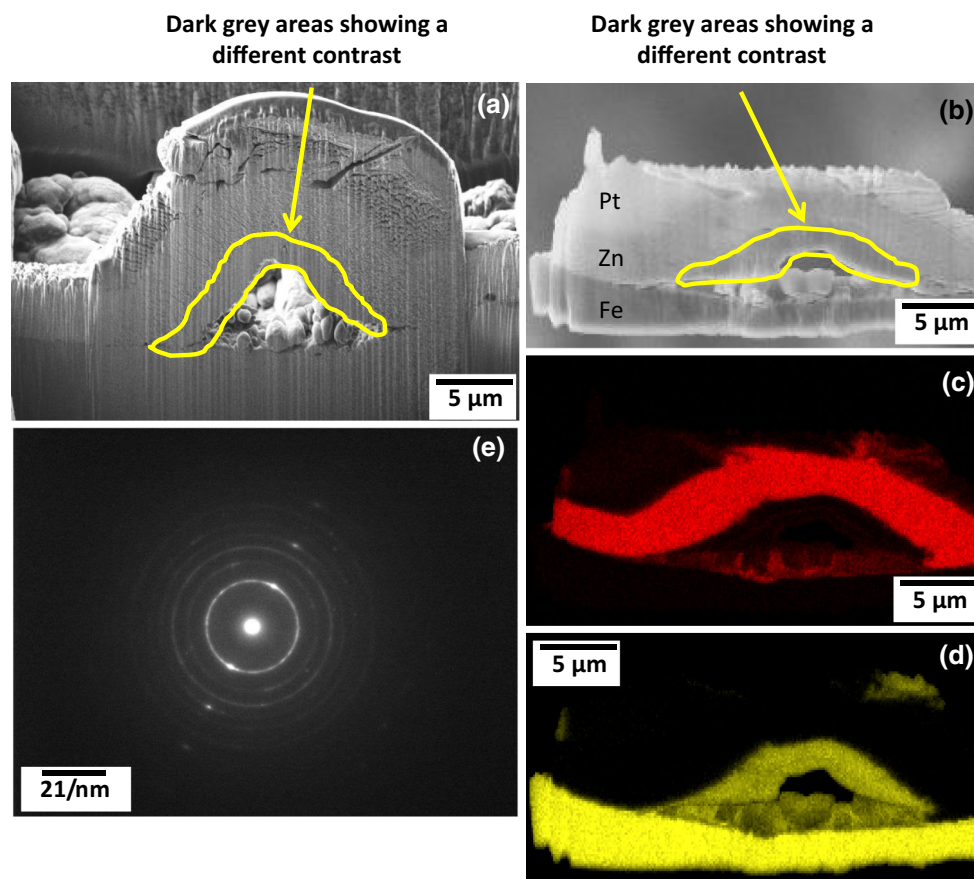 Dark grey areas showing a
different contrast
Dark grey areas showing a
different contrast
(a)
5 μm
(b)
Pt
Zn
Fe
5 μm
(c)
5 μm
(d)
5 μm
(e)
21/nm